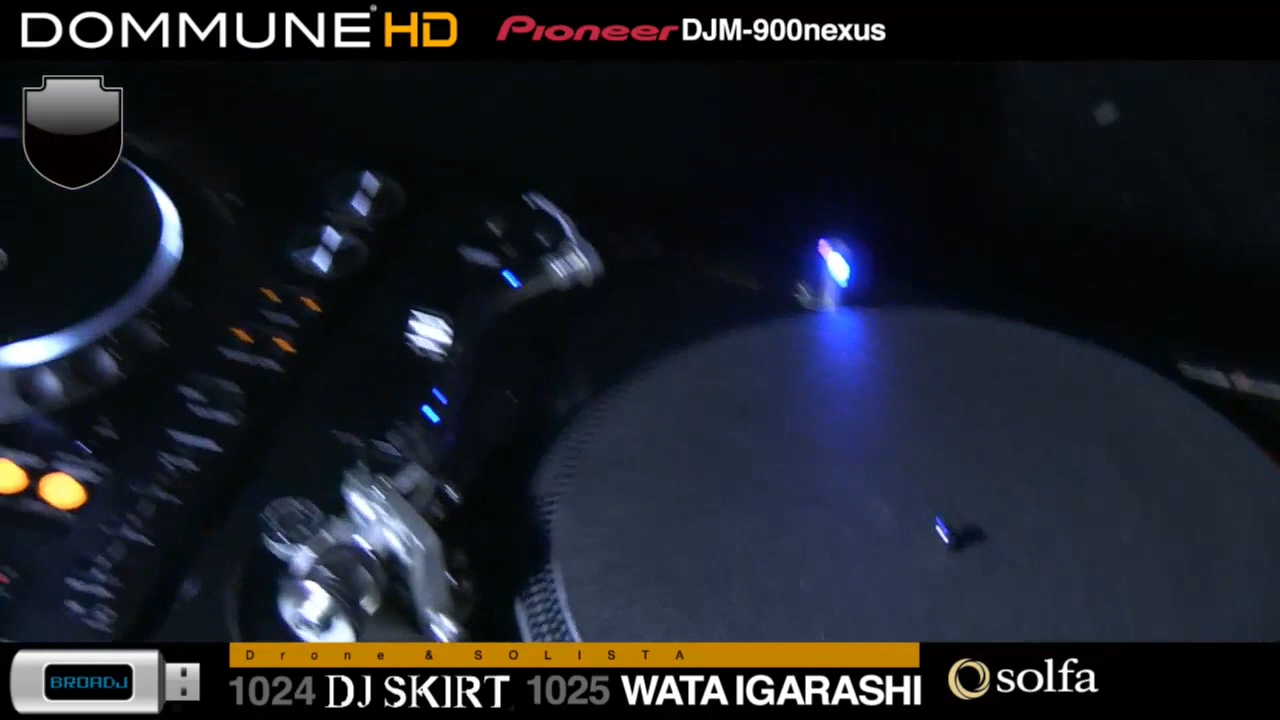 DOMMUNE® HD Pioneer DJM-900nexus
Drone & SOLISTA
BROADJ 1024 DJ SKIRT 1025 WATA IGARASHI solfa